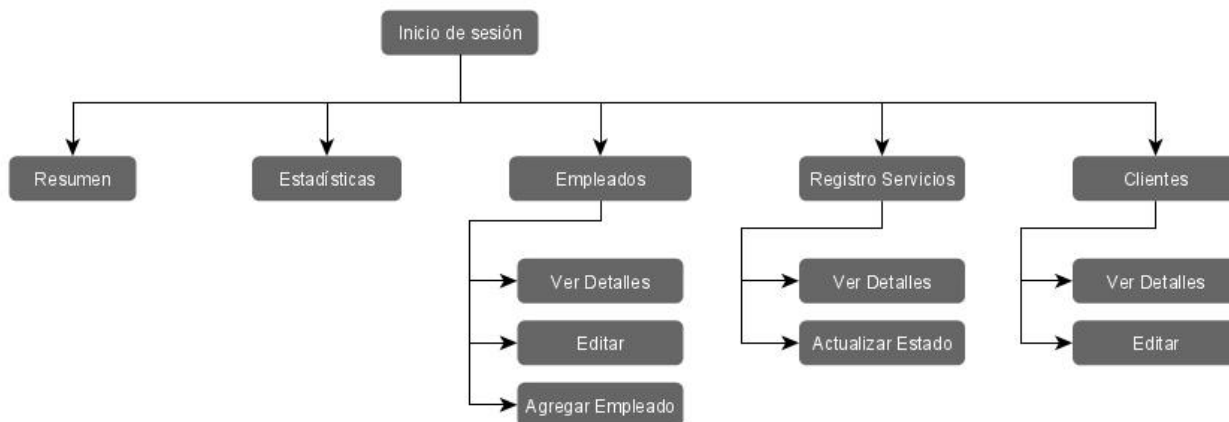 Inicio de sesión
Resumen
Estadísticas
Empleados
Registro Servicios
Clientes
Ver Detalles
Ver Detalles
Ver Detalles
Editar
Actualizar Estado
Editar
Agregar Empleado